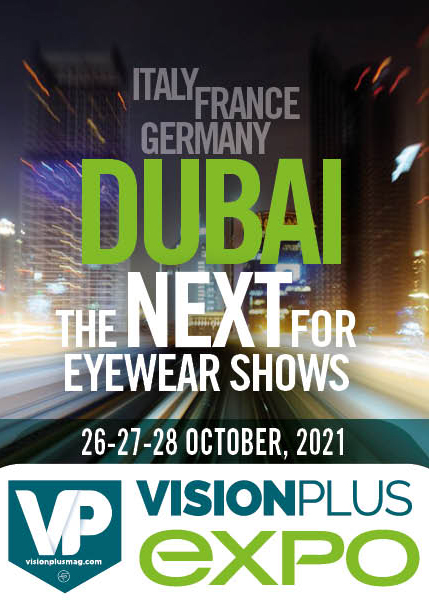 ITALY
FRANCE
GERMANY
DUBAI
THE NEXT FOR
EYEWEAR SHOWS
26-27-28 OCTOBER, 2021
VP
visionplusmag.com
VISIONPLUS
expo